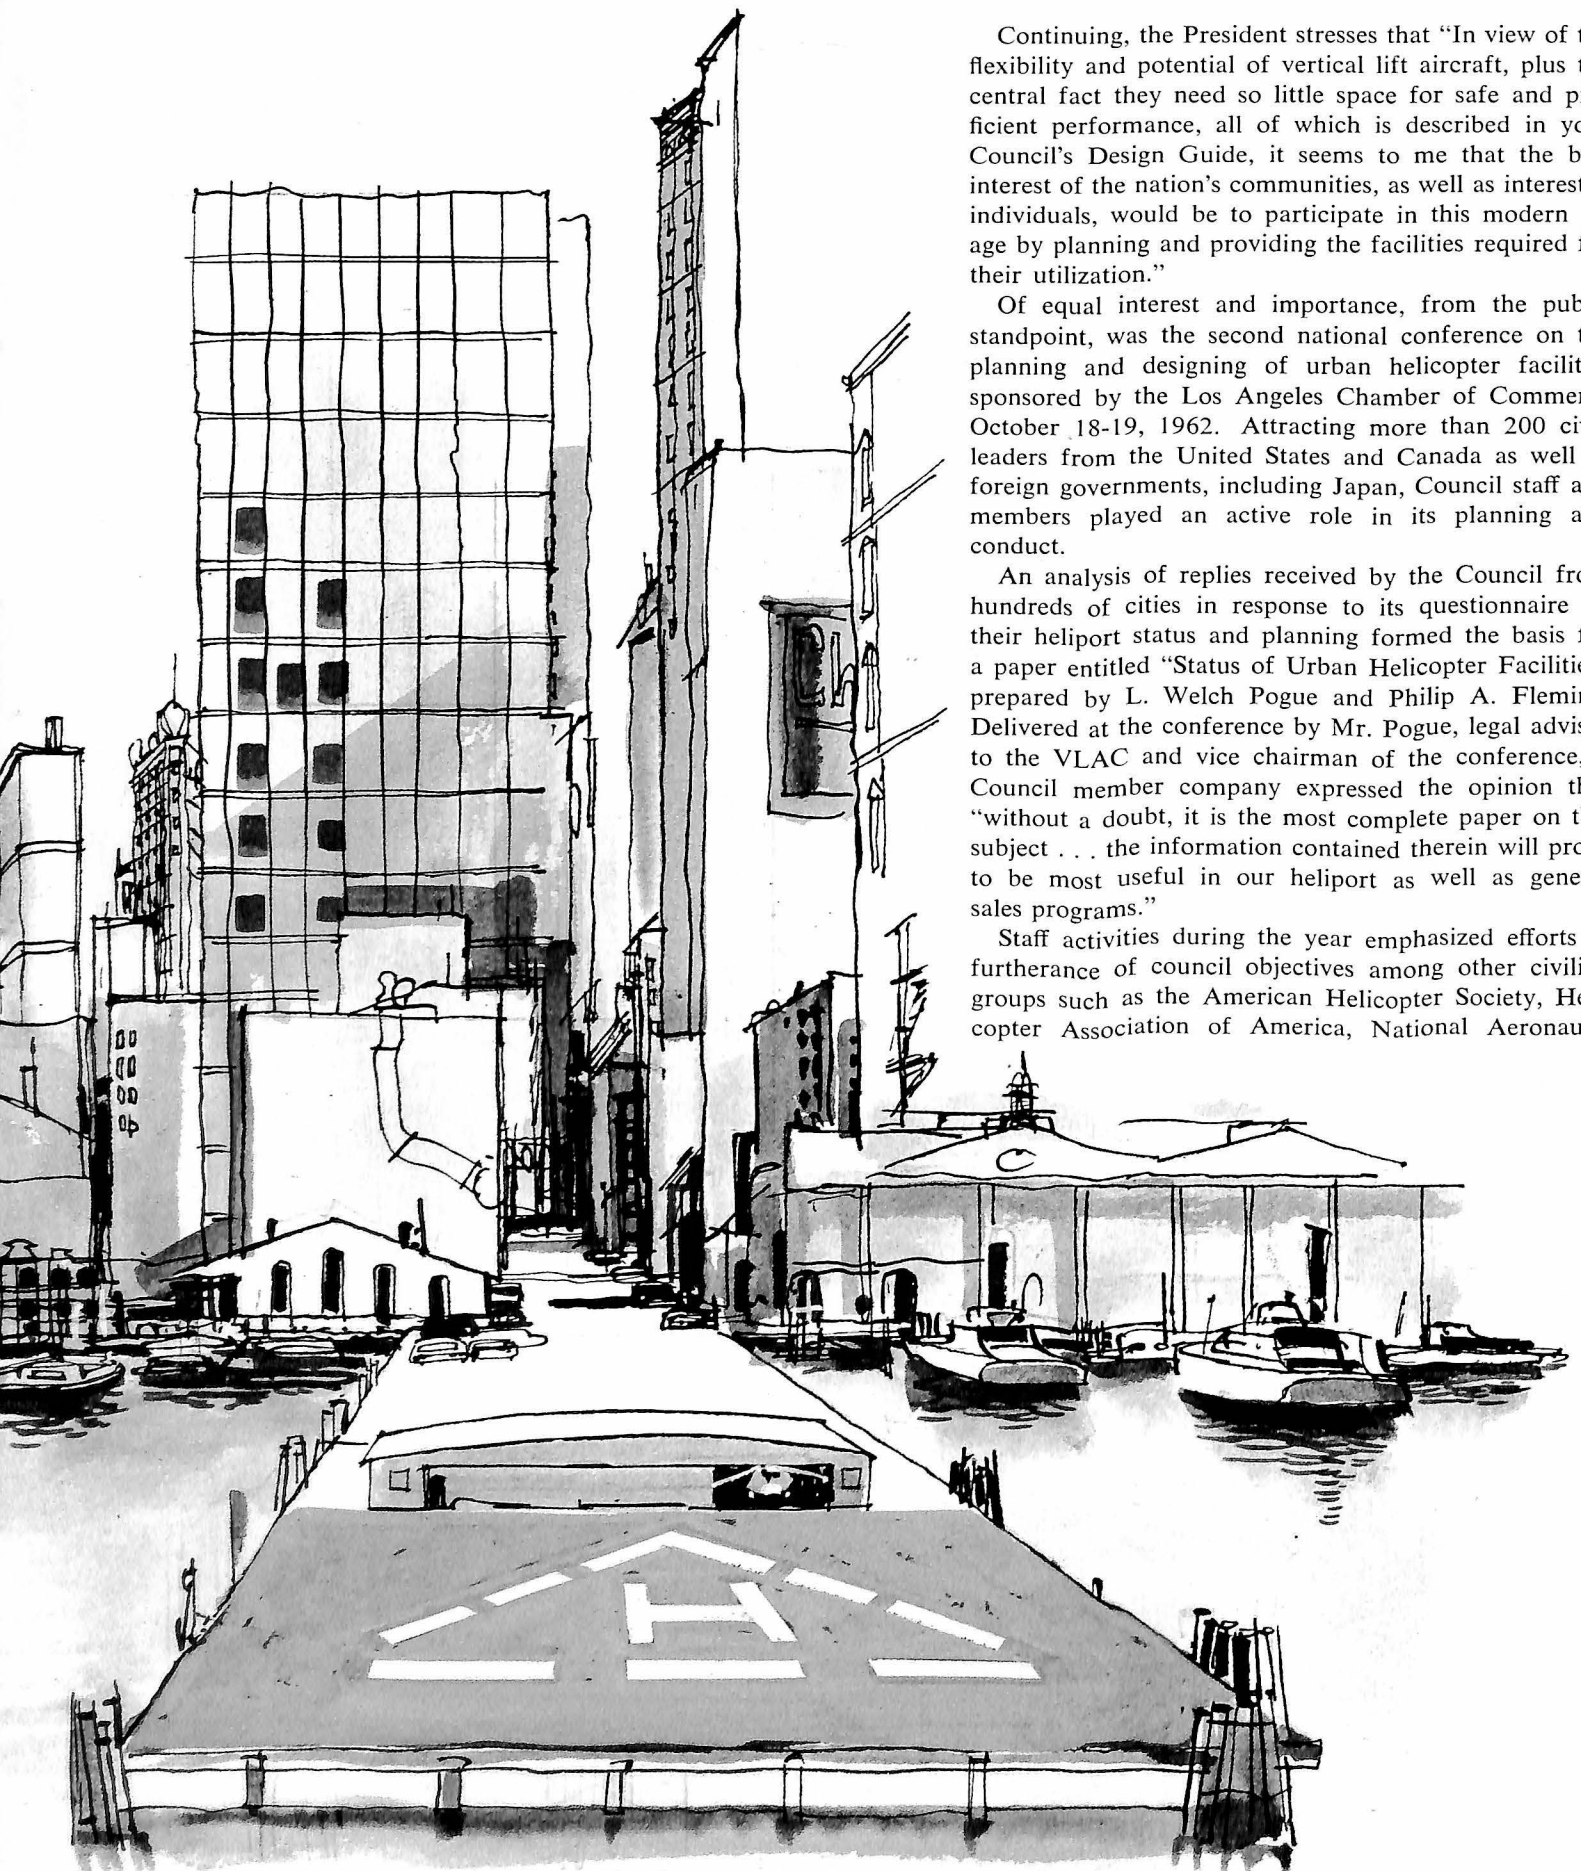 Continuing, the President stresses that “In view of t
flexibility and potential of vertical lift aircraft, plus t
central fact they need so little space for safe and p
ficient performance, all of which is described in yo
Council's Design Guide, it seems to me that the b
interest of the nation's communities, as well as interest
individuals, would be to participate in this modern
age by planning and providing the facilities required f
their utilization.”
Of equal interest and importance, from the pub
standpoint, was the second national conference on t
planning and designing of urban helicopter facilit
sponsored by the Los Angeles Chamber of Commer
October 18-19, 1962. Attracting more than 200 ci
leaders from the United States and Canada as well
foreign governments, including Japan, Council staff a
members played an active role in its planning a
conduct.
An analysis of replies received by the Council fro
hundreds of cities in response to its questionnaire
their heliport status and planning formed the basis f
a paper entitled “Status of Urban Helicopter Facilitie
prepared by L. Welch Pogue and Philip A. Flemin
Delivered at the conference by Mr. Pogue, legal advis
to the VLAC and vice chairman of the conference,
Council member company expressed the opinion th
“without a doubt, it is the most complete paper on t
subject . . . the information contained therein will pro
to be most useful in our heliport as well as gene
sales programs.”
Staff activities during the year emphasized efforts
furtherance of council objectives among other civili
groups such as the American Helicopter Society, He
copter Association of America, National Aeronau
H